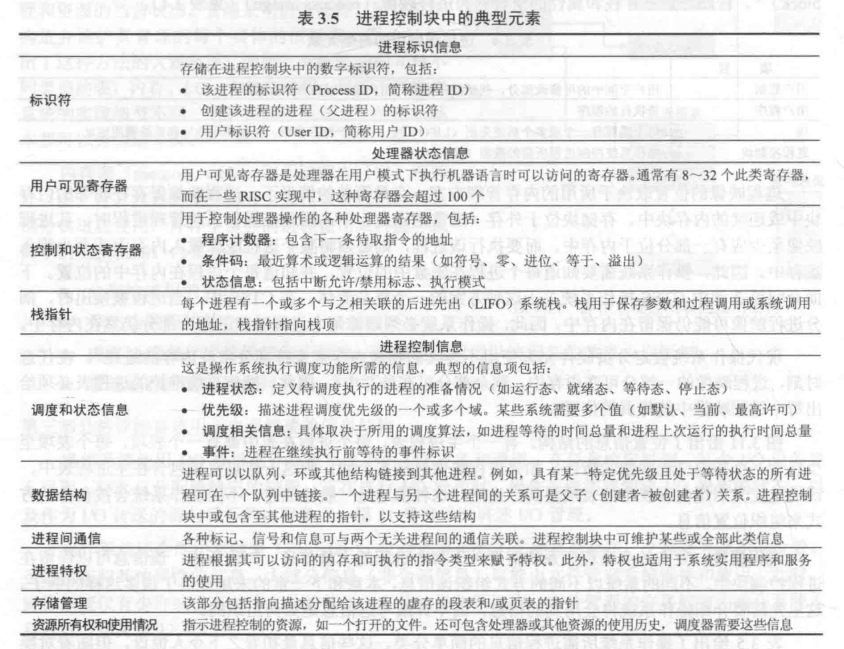 表 3.5 进程控制块中的典型元素
进程标识信息
标识符
存储在进程控制块中的数字标识符，包括：
• 该进程的标识符（Process ID，简称进程 ID）
• 创建该进程的进程（父进程）的标识符
• 用户标识符（User ID，简称用户 ID）
处理器状态信息
用户可见寄存器
用户可见寄存器是处理器在用户模式下执行机器语言时可以访问的寄存器。通常有 8～32 个此类寄存器，
而在一些 RISC 实现中，这种寄存器会超过 100 个
控制和状态寄存器
用于控制处理器操作的各种处理器寄存器，包括：
• 程序计数器：包含下一条待取指令的地址
• 条件码：最近算术或逻辑运算的结果（如符号、零、进位、等于、溢出）
• 状态信息：包括中断允许/禁用标志、执行模式
栈指针
每个进程有一个或多个与之相关联的后进先出（LIFO）系统栈。栈用于保存参数和过程调用或系统调用
的地址，栈指针指向栈顶
进程控制信息
调度和状态信息
这是操作系统执行调度功能所需的信息，典型的信息项包括：
• 进程状态：定义待调度执行的进程的准备情况（如运行态、就绪态、等待态、停止态）
• 优先级：描述进程调度优先级的一个或多个域。某些系统需要多个值（如默认、当前、最高许可）
• 调度相关信息：具体取决于所用的调度算法，如进程等待的时间总量和进程上次运行的执行时间总量
• 事件：进程在继续执行前等待的事件标识
数据结构
进程可以以队列、环或其他结构链接到其他进程。例如，具有某一特定优先级且处于等待状态的所有进
程可在一个队列中链接。一个进程与另一个进程间的关系可是父子（创建者-被创建者）关系。进程控制
块中或包含至其他进程的指针，以支持这些结构
进程间通信
各种标记、信号和信息可与两个无关进程间的通信关联。进程控制块中可维护某些或全部此类信息
进程特权
进程根据其可以访问的内存和可执行的指令类型来赋予特权。此外，特权也适用于系统实用程序和服务
的使用
存储管理
该部分包括指向描述分配给该进程的虚存的段表和/或页表的指针
资源所有权和使用情况
指示进程控制的资源，如一个打开的文件。还可包含处理器或其他资源的使用历史，调度器需要这些信息